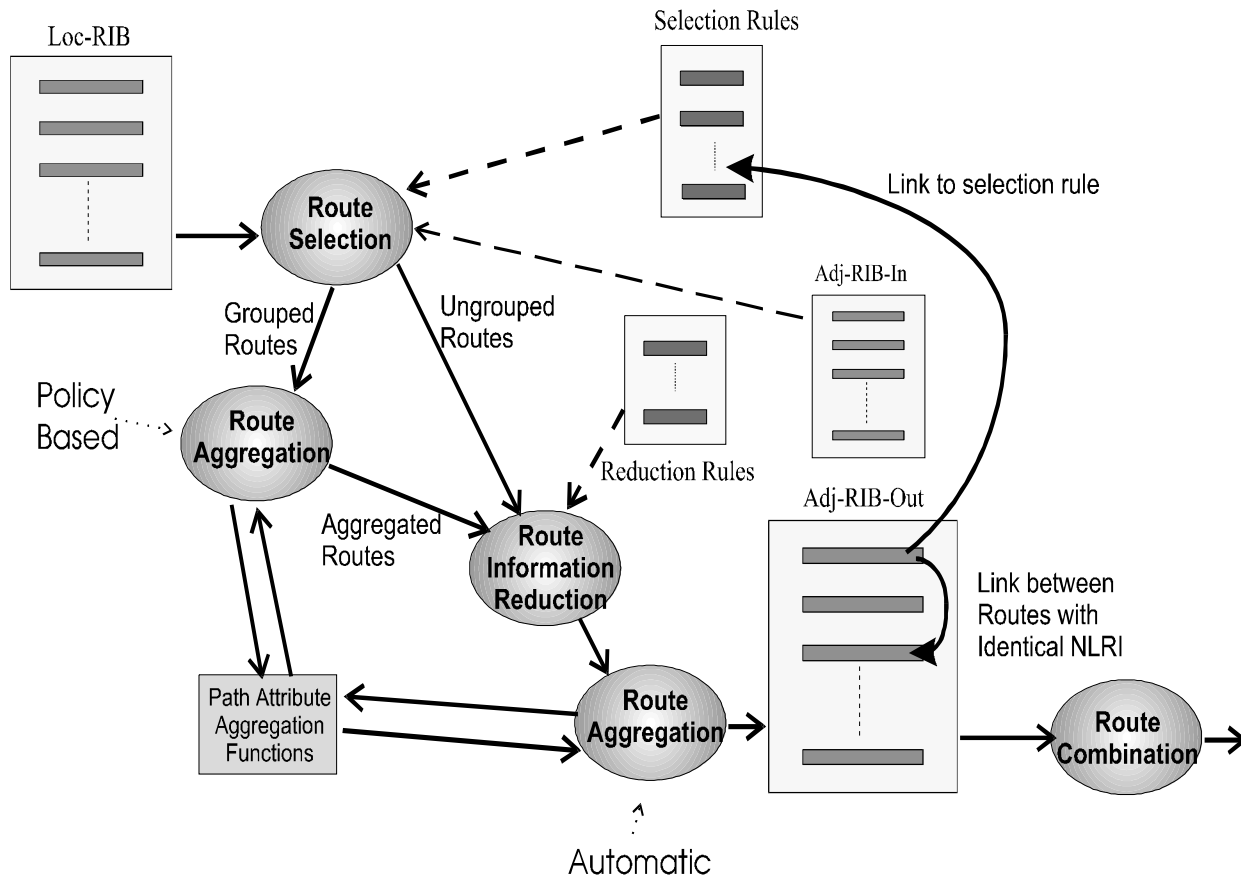 Loc-RIB
Selection Rules
Route
Selection
Link to selection rule
Adj-RIB-In
Grouped
Routes
Ungrouped
Routes
Policy
Based
Route
Aggregation
Reduction Rules
Adj-RIB-Out
Aggregated
Routes
Route
Information
Reduction
Link between
Routes with
Identical NLRI
Path Attribute
Aggregation
Functions
Route
Aggregation
Route
Combination
Automatic